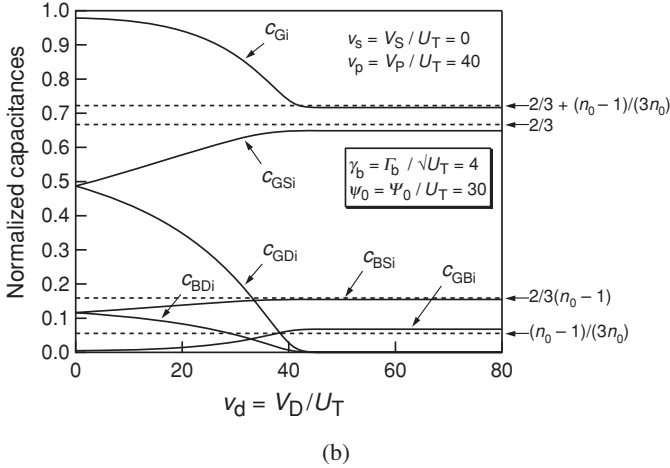 1.0
0.9
0.8
0.7
0.6
0.5
0.4
0.3
0.2
0.1
0.0
Normalized capacitances
c_Gi
v_s = V_S / U_T = 0
v_p = V_P / U_T = 40
2/3 + (n_0 − 1)/(3n_0)
2/3
c_GSi
γ_b = Γ_b / √U_T = 4
ψ_0 = Ψ_0 / U_T = 30
c_GDi
c_BSi
c_BDi
c_GBi
2/3(n_0 − 1)
(n_0 − 1)/(3n_0)
0
20
40
60
80
v_d = V_D/U_T
(b)